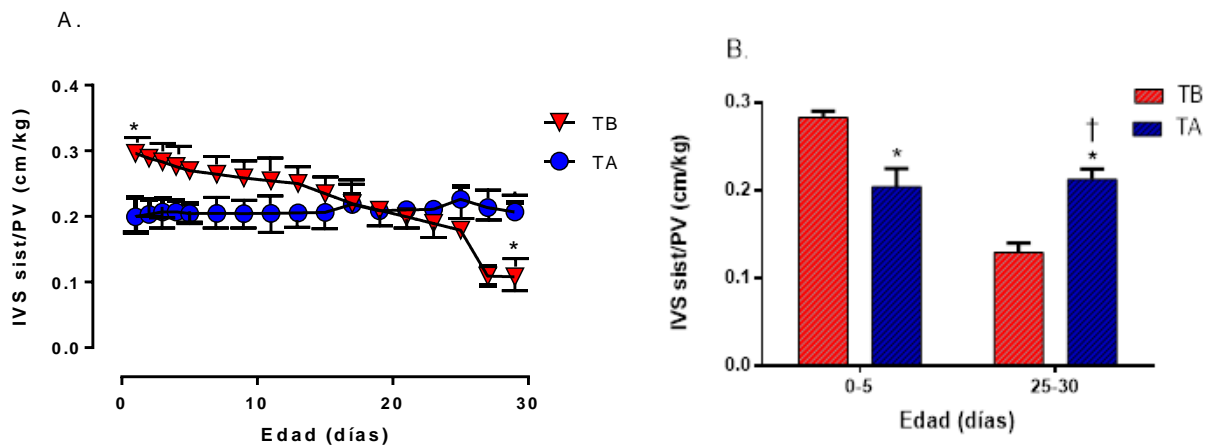 A.
IVS sist/PV (cm/kg)
0.4
0.3
0.2
0.1
0.0
*
*
TB
TA
0 10 20 30
Edad (días)
B.
IVS sist/PV (cm/kg)
0.3
0.2
0.1
0.0
*
†
*
TB
TA
0-5 25-30
Edad (días)